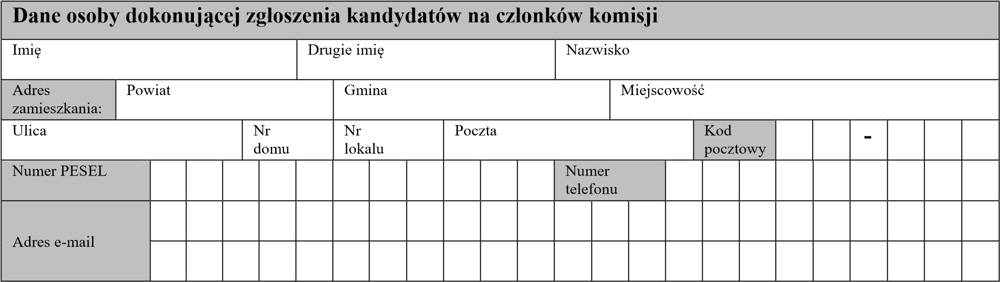 Dane osoby dokonującej zgłoszenia kandydatów na członków komisji
Imię
Drugie imię
Nazwisko
Adres
zamieszkania:
Powiat
Gmina
Miejscowość
Ulica
Nr
domu
Nr
lokalu
Poczta
Kod
pocztowy
-
Numer PESEL
Numer
telefonu
Adres e-mail